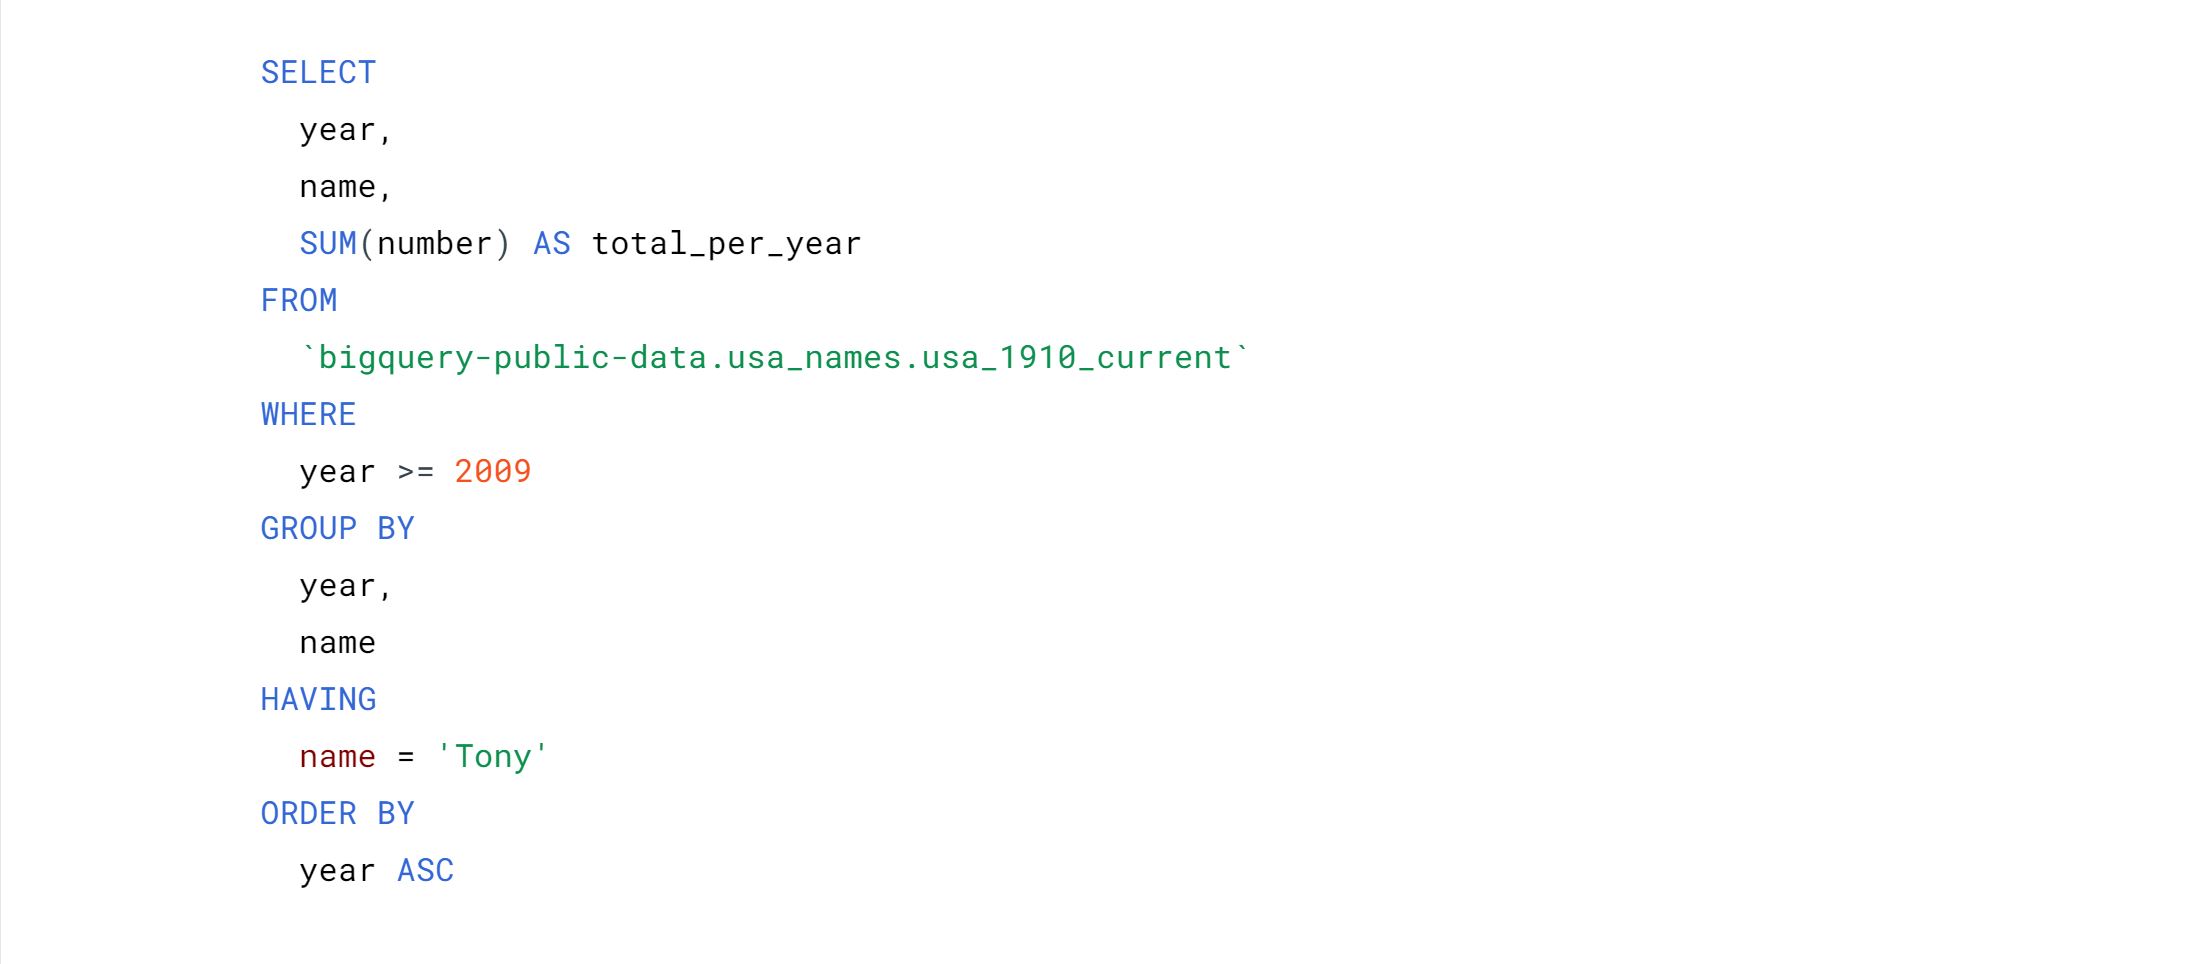 SELECT
  year,
  name,
  SUM(number) AS total_per_year
FROM
  `bigquery-public-data.usa_names.usa_1910_current`
WHERE
  year >= 2009
GROUP BY
  year,
  name
HAVING
  name = 'Tony'
ORDER BY
  year ASC